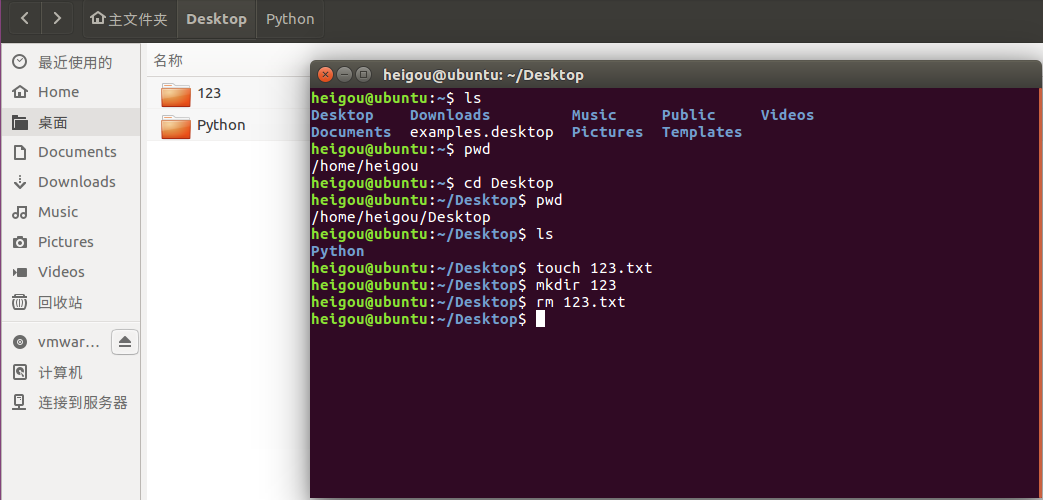 主文件夹 Desktop Python
最近使用的
Home
桌面
Documents
Downloads
Music
Pictures
Videos
回收站
vmwar...
计算机
连接到服务器
名称
123
Python
heigou@ubuntu: ~/Desktop
heigou@ubuntu:~$ ls
Desktop Downloads Music Public Videos
Documents examples.desktop Pictures Templates
heigou@ubuntu:~$ pwd
/home/heigou
heigou@ubuntu:~$ cd Desktop
heigou@ubuntu:~/Desktop$ pwd
/home/heigou/Desktop
heigou@ubuntu:~/Desktop$ ls
Python
heigou@ubuntu:~/Desktop$ touch 123.txt
heigou@ubuntu:~/Desktop$ mkdir 123
heigou@ubuntu:~/Desktop$ rm 123.txt
heigou@ubuntu:~/Desktop$